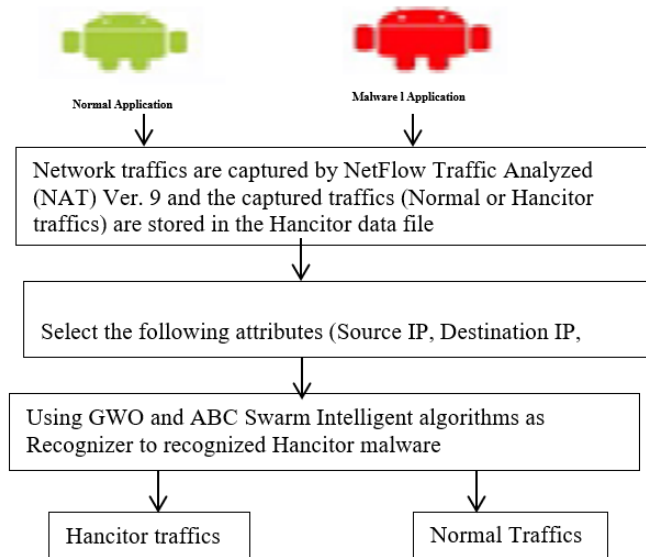 Normal Application
Malware l Application
Network traffics are captured by NetFlow Traffic Analyzed
(NAT) Ver. 9 and the captured traffics (Normal or Hancitor
traffics) are stored in the Hancitor data file
Select the following attributes (Source IP, Destination IP,
Using GWO and ABC Swarm Intelligent algorithms as
Recognizer to recognized Hancitor malware
Hancitor traffics
Normal Traffics